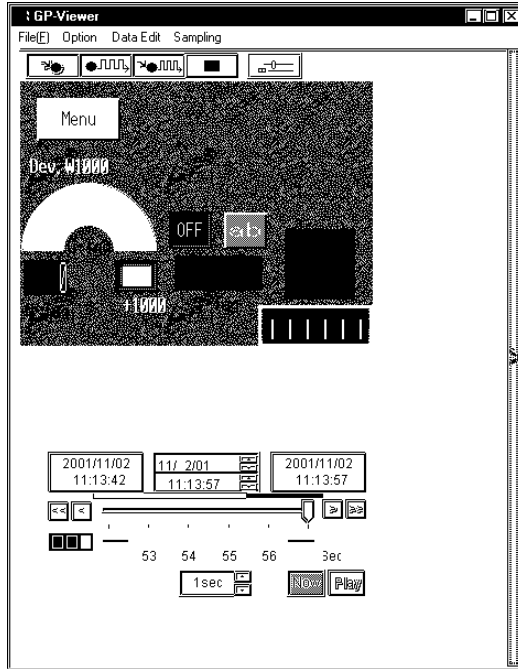 GP-Viewer
File(F) Option Data Edit Sampling
Menu
Dev, W1000
OFF ab
0
+1000
2001/11/02 11/ 2/01 2001/11/02
11:13:42 11:13:57 11:13:57
<< < > >>
53 54 55 56 Sec
1sec Now Play